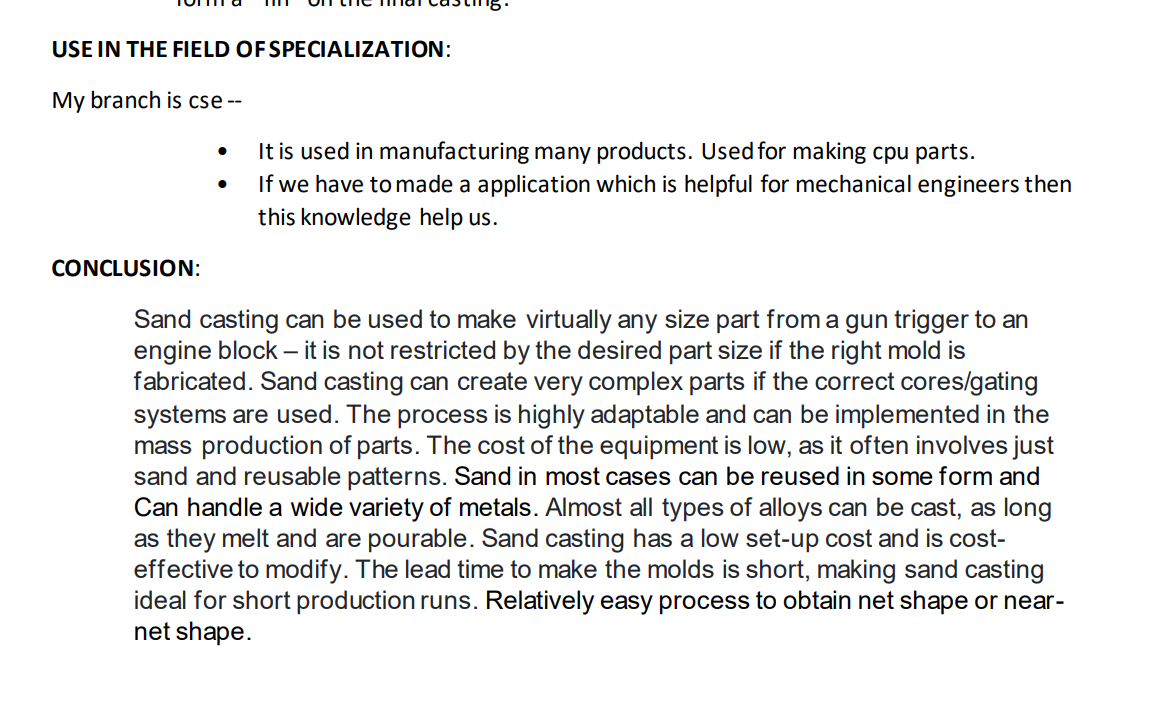 form a "fin" on the final casting.
USE IN THE FIELD OF SPECIALIZATION:
My branch is cse --
• It is used in manufacturing many products. Used for making cpu parts.
• If we have to made a application which is helpful for mechanical engineers then
this knowledge help us.
CONCLUSION:
Sand casting can be used to make virtually any size part from a gun trigger to an
engine block – it is not restricted by the desired part size if the right mold is
fabricated. Sand casting can create very complex parts if the correct cores/gating
systems are used. The process is highly adaptable and can be implemented in the
mass production of parts. The cost of the equipment is low, as it often involves just
sand and reusable patterns. Sand in most cases can be reused in some form and
Can handle a wide variety of metals. Almost all types of alloys can be cast, as long
as they melt and are pourable. Sand casting has a low set-up cost and is cost-
effective to modify. The lead time to make the molds is short, making sand casting
ideal for short production runs. Relatively easy process to obtain net shape or near-
net shape.